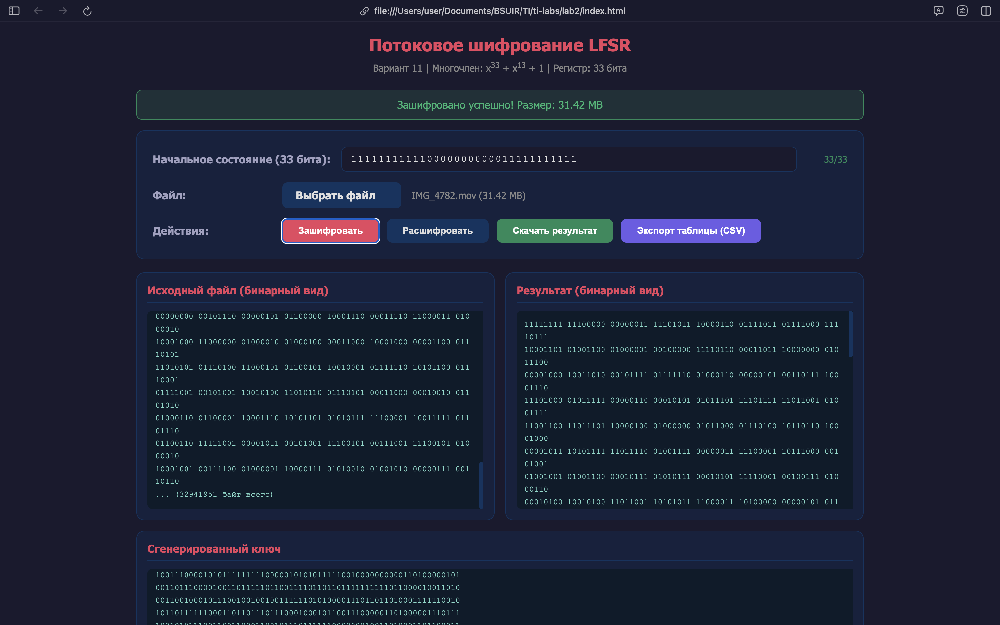 file:///Users/user/Documents/BSUIR/TI/ti-labs/lab2/index.html
Потоковое шифрование LFSR
Вариант 11 | Многочлен: x³³ + x¹³ + 1 | Регистр: 33 бита
Зашифровано успешно! Размер: 31.42 MB
Начальное состояние (33 бита): 111111111110000000000011111111111 33/33
Файл: Выбрать файл IMG_4782.mov (31.42 MB)
Действия: Зашифровать Расшифровать Скачать результат Экспорт таблицы (CSV)
Исходный файл (бинарный вид)
00000000 00101110 00000101 01100000 10001110 00011110 11000011 010
00010
10001000 11000000 01000010 01000100 00011000 10001000 00001100 011
10101
11010101 01110100 11000101 01100101 10010001 01111110 10101100 011
10001
01111001 00101001 10010100 11010110 01110101 00011000 00010010 011
01010
01000110 01100001 10001110 10101101 01010111 11100001 10011111 011
01110
01100110 11111001 00001011 00101001 11100101 00111001 11100101 010
00010
10001001 00111100 01000001 10000111 01010010 01001010 00000111 001
10110
... (32941951 байт всего)
Результат (бинарный вид)
11111111 11100000 00000011 11101011 10000110 01111011 01111000 111
10111
10001101 01001100 01000001 00100000 11110110 00011011 10000000 010
11100
00001000 10011010 00101111 01111110 01000110 00000101 00110111 100
01110
11101000 01011111 00000110 00010101 01011101 11101111 11011001 010
01111
11001100 11011101 10000100 01000000 01011000 01110100 10110110 100
01000
00001011 10101111 11011110 01001111 00000011 11100001 10111000 001
01001
01001001 01001100 00010111 01010111 00010101 11110001 00100111 010
00110
00010100 10010100 11011001 10101011 11000011 10100000 00000101 011
Сгенерированный ключ